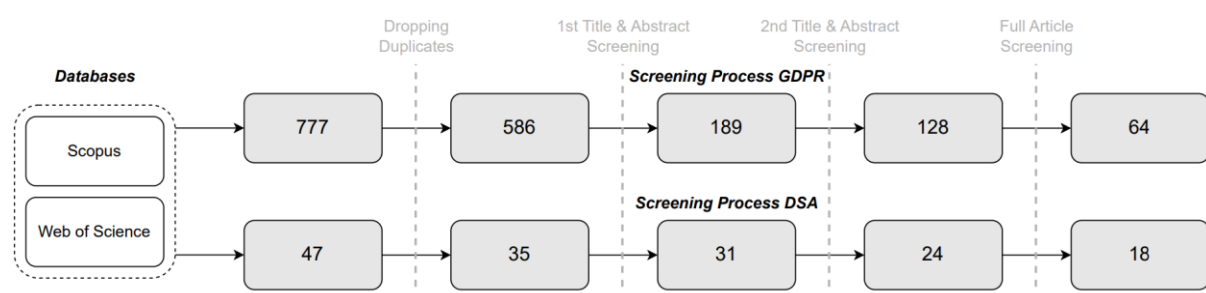 Dropping
Duplicates
1st Title & Abstract
Screening
2nd Title & Abstract
Screening
Full Article
Screening
Databases
Screening Process GDPR
Scopus
777
586
189
128
64
Screening Process DSA
Web of Science
47
35
31
24
18